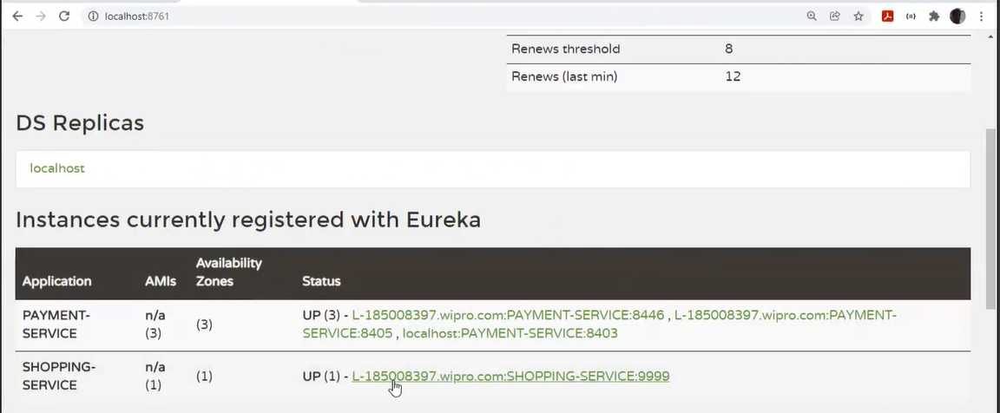 localhost:8761
Renews threshold 8
Renews (last min) 12
DS Replicas
localhost
Instances currently registered with Eureka
Application AMIs Availability Zones Status
PAYMENT-SERVICE n/a (3) (3) UP (3) - L-185008397.wipro.com:PAYMENT-SERVICE:8446 , L-185008397.wipro.com:PAYMENT-
SERVICE:8405 , localhost:PAYMENT-SERVICE:8403
SHOPPING-SERVICE n/a (1) (1) UP (1) - L-185008397.wipro.com:SHOPPING-SERVICE:9999